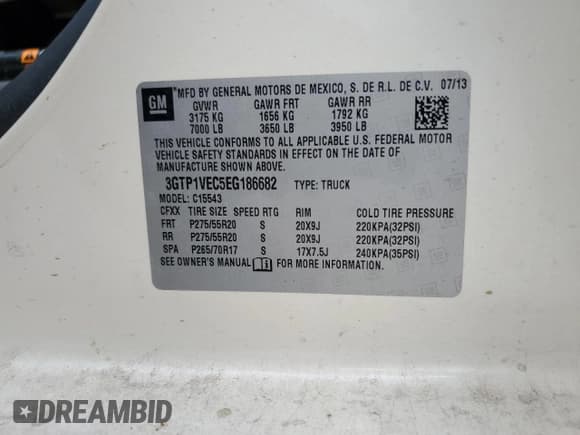 GM
*MFD BY GENERAL MOTORS DE MEXICO, S. DE R.L. DE C.V. 07/13
GVWR GAWR FRT GAWR RR
3175 KG 1656 KG 1792 KG
7000 LB 3650 LB 3950 LB
THIS VEHICLE CONFORMS TO ALL APPLICABLE U.S. FEDERAL MOTOR
VEHICLE SAFETY STANDARDS IN EFFECT ON THE DATE OF
MANUFACTURE SHOWN ABOVE.
3GTP1VEC5EG186682 TYPE: TRUCK
MODEL: C15543
CFXX TIRE SIZE SPEED RTG RIM COLD TIRE PRESSURE
FRT P275/55R20 S 20X9J 220KPA(32PSI)
RR P275/55R20 S 20X9J 220KPA(32PSI)
SPA P265/70R17 S 17X7.5J 240KPA(35PSI)
SEE OWNER'S MANUAL FOR MORE INFORMATION.
DREAMBID